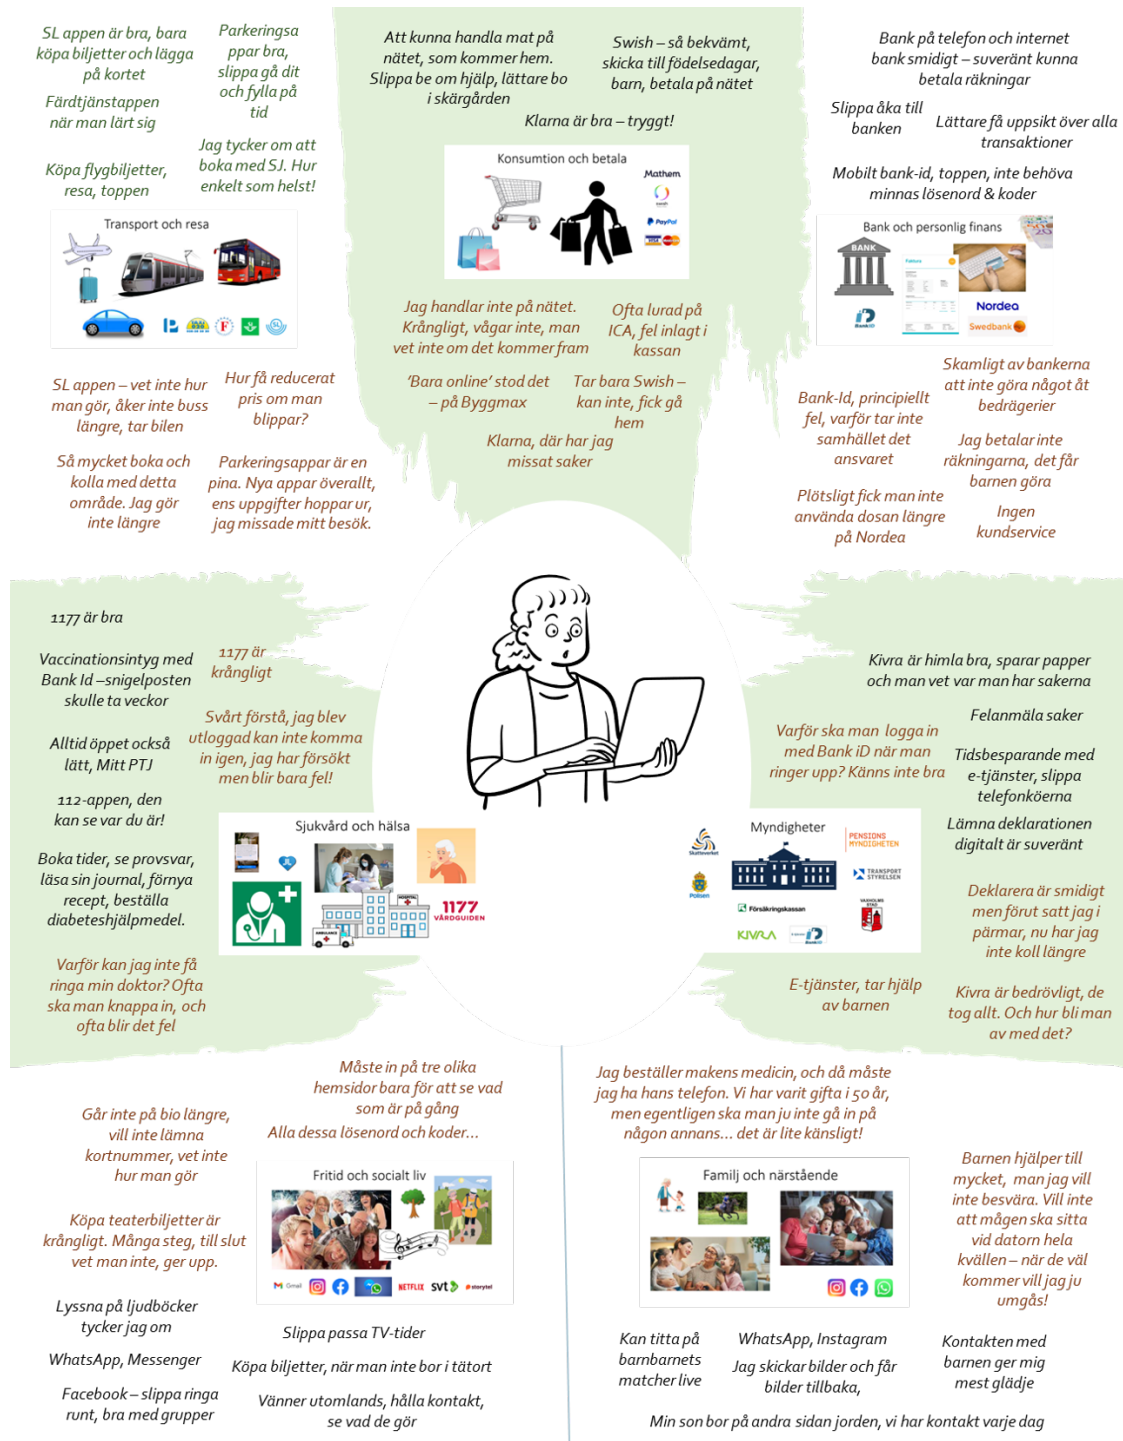 SL appen är bra, bara
köpa biljetter och lägga
på kortet
Färdtjänstappen
när man lärt sig
Köpa flygbiljetter,
resa, toppen
Parkeringsa
ppar bra,
slippa gå dit
och fylla på
tid
Jag tycker om att
boka med SJ. Hur
enkelt som helst!
Transport och resa
SL
SL appen – vet inte hur
man gör, åker inte buss
längre, tar bilen
Hur få reducerat
pris om man
blippar?
Så mycket boka och
kolla med detta
område. Jag gör
inte längre
Parkeringsappar är en
pina. Nya appar överallt,
ens uppgifter hoppar ur,
jag missade mitt besök.
Att kunna handla mat på
nätet, som kommer hem.
Slippa be om hjälp, lättare bo
i skärgården
Swish – så bekvämt,
skicka till födelsedagar,
barn, betala på nätet
Klarna är bra – tryggt!
Konsumtion och betala
Mathem
swish
PayPal
VISA
Jag handlar inte på nätet.
Krångligt, vågar inte, man
vet inte om det kommer fram
Ofta lurad på
ICA, fel inlagt i
kassan
'Bara online' stod det
– på Byggmax
Tar bara Swish –
kan inte, fick gå
hem
Klarna, där har jag
missat saker
Bank på telefon och internet
bank smidigt – suveränt kunna
betala räkningar
Slippa åka till
banken
Lättare få uppsikt över alla
transaktioner
Mobilt bank-id, toppen, inte behöva
minnas lösenord & koder
Bank och personlig finans
BANK
Faktura
BankID
Nordea
Swedbank
Skamligt av bankerna
att inte göra något åt
bedrägerier
Bank-Id, principiellt
fel, varför tar inte
samhället det
ansvaret
Jag betalar inte
räkningarna, det får
barnen göra
Plötsligt fick man inte
använda dosan längre
på Nordea
Ingen
kundservice
1177 är bra
Vaccinationsintyg med
Bank Id –snigelposten
skulle ta veckor
Alltid öppet också
lätt, Mitt PTJ
112-appen, den
kan se var du är!
Boka tider, se provsvar,
läsa sin journal, förnya
recept, beställa
diabeteshjälpmedel.
Varför kan jag inte få
ringa min doktor? Ofta
ska man knappa in, och
ofta blir det fel
1177 är
krångligt
Svårt förstå, jag blev
utloggad kan inte komma
in igen, jag har försökt
men blir bara fel!
Sjukvård och hälsa
HOSPITAL
AMBULANCE
1177
VÅRDGUIDEN
Kivra är himla bra, sparar papper
och man vet var man har sakerna
Felanmäla saker
Varför ska man logga in
med Bank iD när man
ringer upp? Känns inte bra
Tidsbesparande med
e-tjänster, slippa
telefonköerna
Lämna deklarationen
digitalt är suveränt
Myndigheter
Skatteverket
Polisen
PENSIONS
MYNDIGHETEN
TRANSPORT
STYRELSEN
Försäkringskassan
KIVRA
BankID
VAXHOLMS
STAD
Deklarera är smidigt
men förut satt jag i
pärmar, nu har jag
inte koll längre
E-tjänster, tar hjälp
av barnen
Kivra är bedrövligt, de
tog allt. Och hur bli man
av med det?
Måste in på tre olika
hemsidor bara för att se vad
som är på gång
Går inte på bio längre,
vill inte lämna
kortnummer, vet inte
hur man gör
Alla dessa lösenord och koder…
Köpa teaterbiljetter är
krångligt. Många steg, till slut
vet man inte, ger upp.
Fritid och socialt liv
Gmail
NETFLIX
svt
storytel
Lyssna på ljudböcker
tycker jag om
Slippa passa TV-tider
WhatsApp, Messenger
Köpa biljetter, när man inte bor i tätort
Facebook – slippa ringa
runt, bra med grupper
Vänner utomlands, hålla kontakt,
se vad de gör
Jag beställer makens medicin, och då måste
jag ha hans telefon. Vi har varit gifta i 50 år,
men egentligen ska man ju inte gå in på
någon annans… det är lite känsligt!
Familj och närstående
Barnen hjälper till
mycket, man jag vill
inte besvära. Vill inte
att mågen ska sitta
vid datorn hela
kvällen – när de väl
kommer vill jag ju
umgås!
Kan titta på
barnbarnets
matcher live
WhatsApp, Instagram
Jag skickar bilder och får
bilder tillbaka,
Kontakten med
barnen ger mig
mest glädje
Min son bor på andra sidan jorden, vi har kontakt varje dag